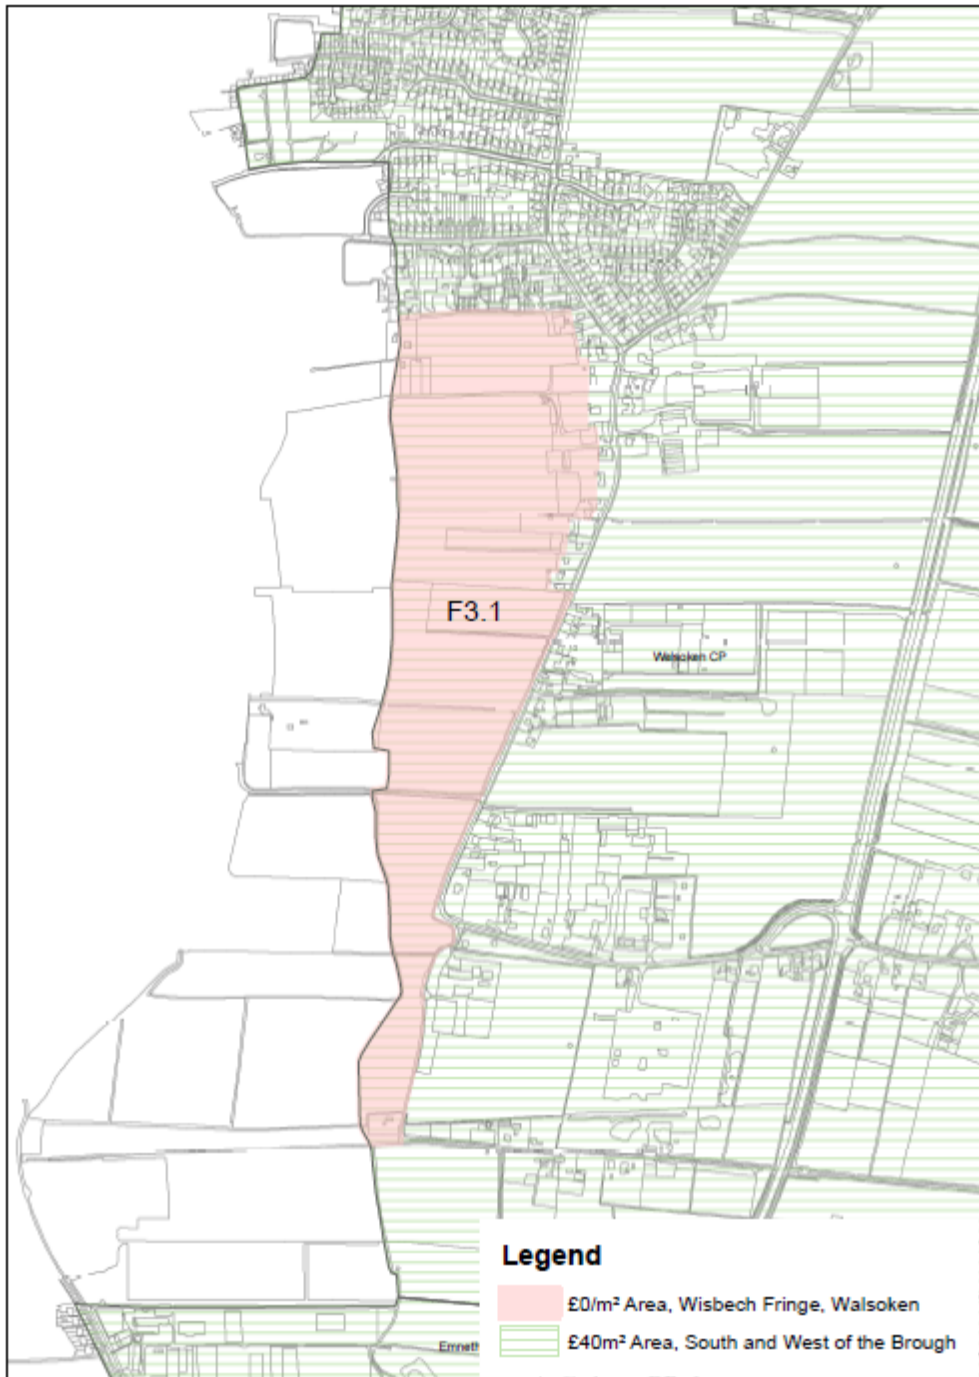 F3.1
Walsoken CP
Legend
£0/m² Area, Wisbech Fringe, Walsoken
£40m² Area, South and West of the Brough
Emneth